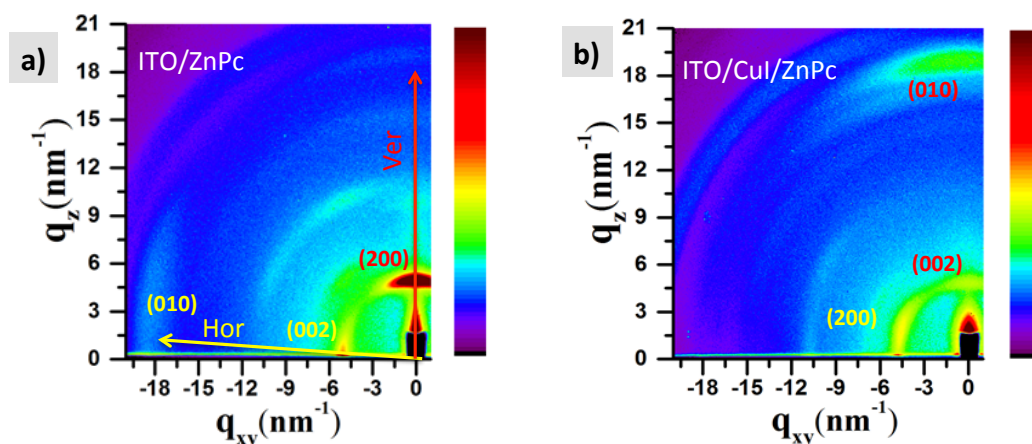 a)
ITO/ZnPc
21
18
15
12
9
6
3
0
q_z(nm⁻¹)
Ver
(200)
(010)
(002)
Hor
-18 -15 -12 -9 -6 -3 0
q_xy(nm⁻¹)
b)
ITO/CuI/ZnPc
21
18
15
12
9
6
3
0
q_z(nm⁻¹)
(010)
(002)
(200)
-18 -15 -12 -9 -6 -3 0
q_xy(nm⁻¹)